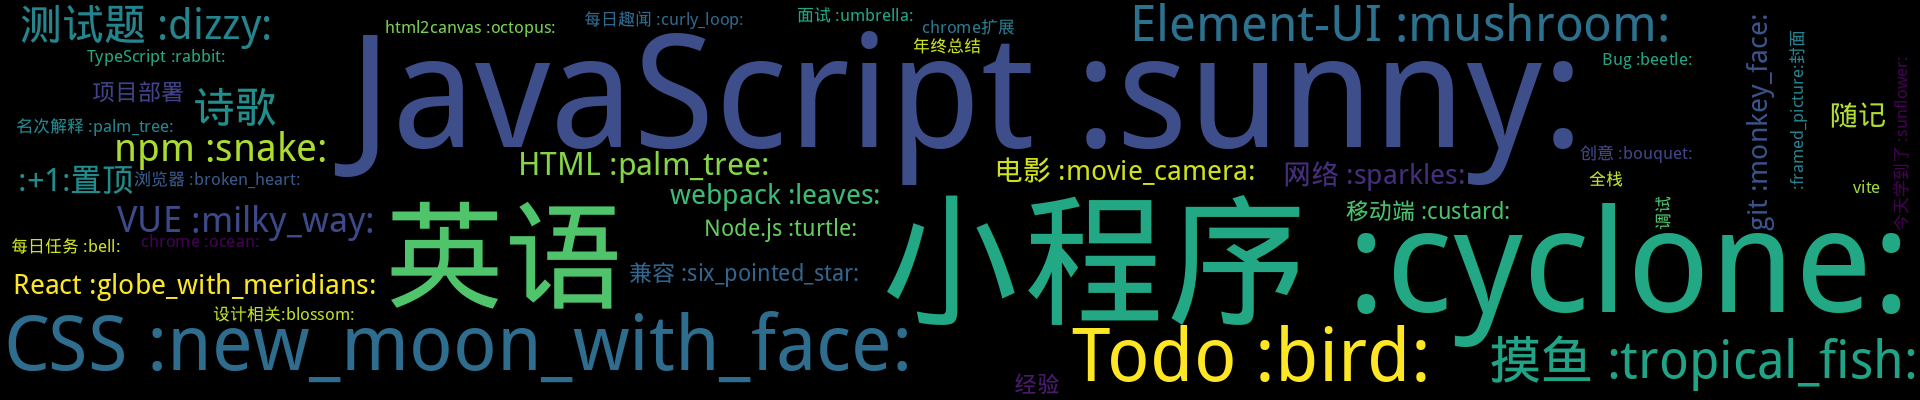 测试题 :dizzy:
html2canvas :octopus:
每日趣闻 :curly_loop:
面试 :umbrella:
chrome扩展
Element-UI :mushroom:
年终总结
TypeScript :rabbit:
JavaScript :sunny:
Bug :beetle:
git :monkey_face:
:framed_picture:封面
今天学到了 :sunflower:
项目部署
诗歌
随记
名次解释 :palm_tree:
npm :snake:
HTML :palm_tree:
电影 :movie_camera:
网络 :sparkles:
创意 :bouquet:
:+1:置顶
浏览器 :broken_heart:
全栈
vite
webpack :leaves:
VUE :milky_way:
英语
Node.js :turtle:
小程序 :cyclone:
移动端 :custard:
调试
每日任务 :bell:
chrome :ocean:
兼容 :six_pointed_star:
React :globe_with_meridians:
设计相关:blossom:
CSS :new_moon_with_face:
Todo :bird:
摸鱼 :tropical_fish:
经验